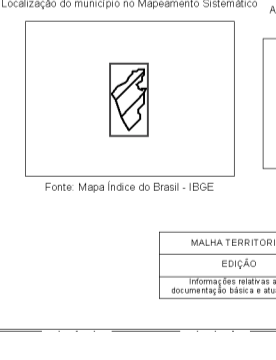 Localização do município no Mapeamento Sistemático
A
Fonte: Mapa Índice do Brasil - IBGE
MALHA TERRITORI
EDIÇÃO
Informações relativas a
documentação básica e atu